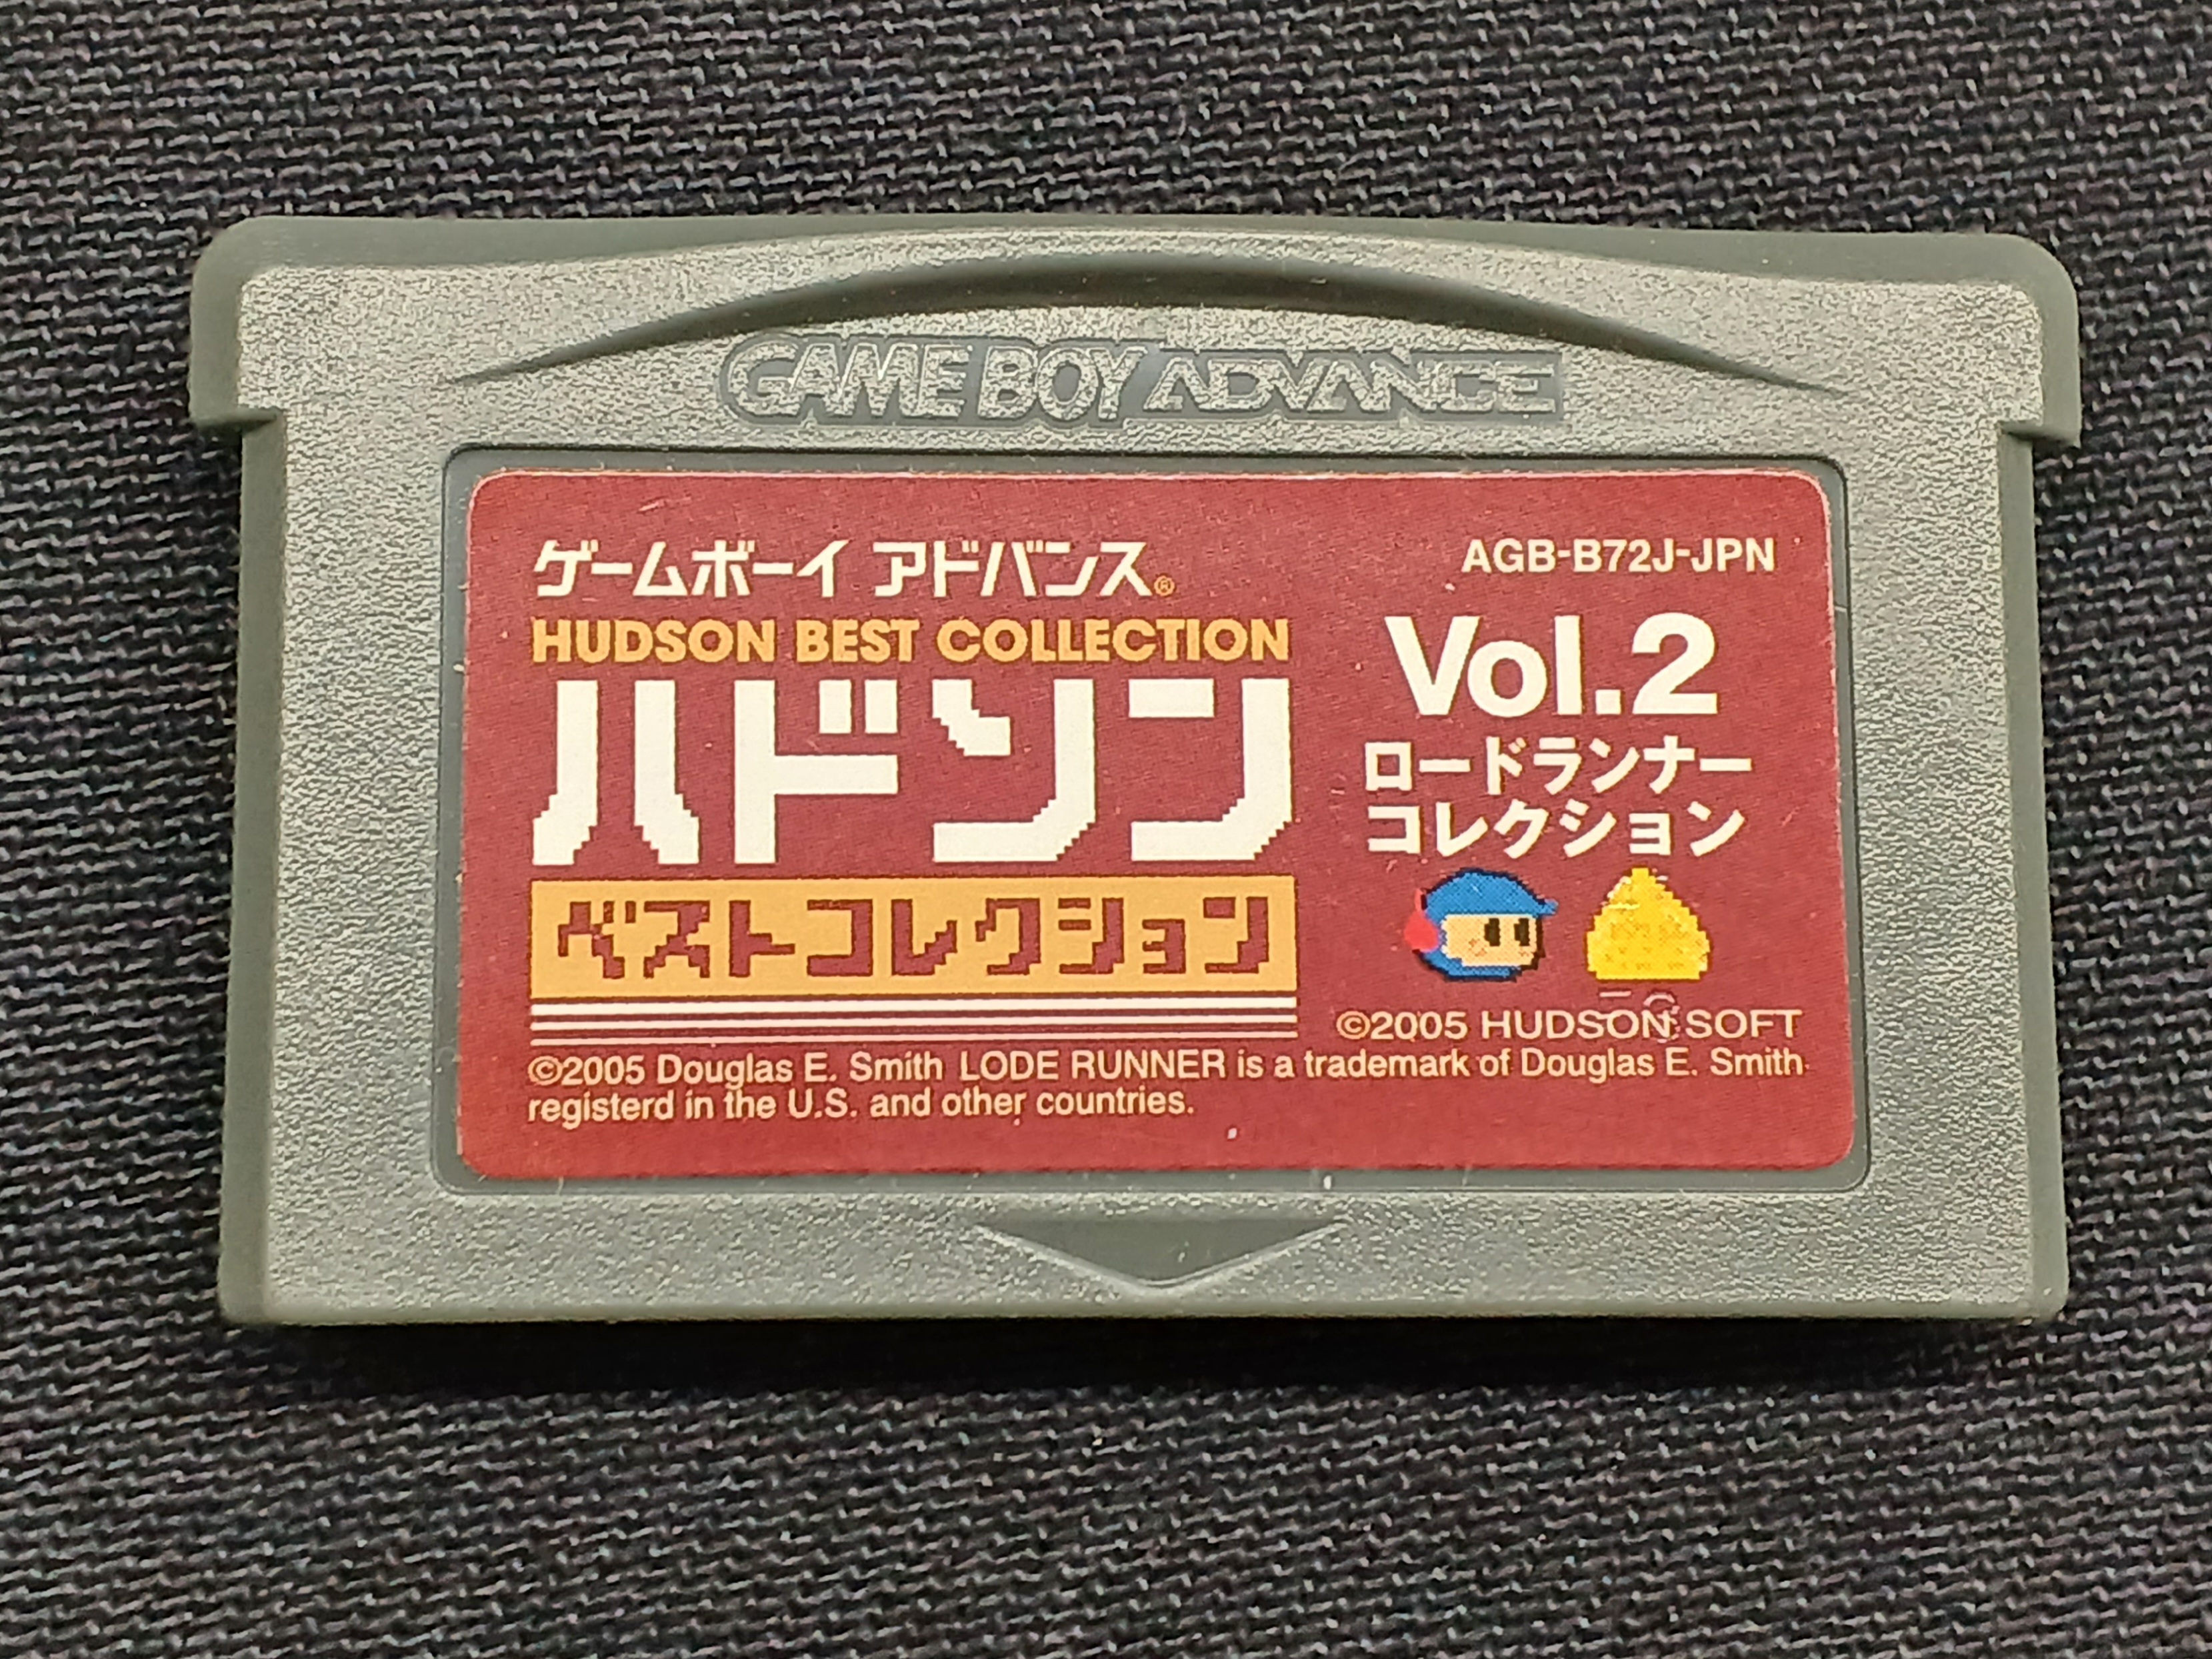 GAME BOY ADVANCE
ゲームボーイ アドバンス®
AGB-B72J-JPN
HUDSON BEST COLLECTION
ハドソン
ベストコレクション
Vol.2
ロードランナー
コレクション
©2005 HUDSON SOFT
©2005 Douglas E. Smith LODE RUNNER is a trademark of Douglas E. Smith
registerd in the U.S. and other countries.